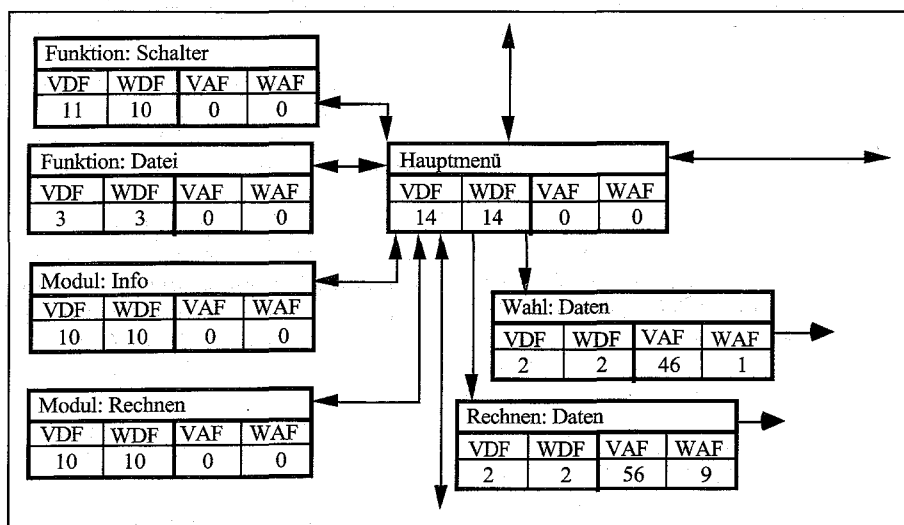 Funktion: Schalter
VDF WDF VAF WAF
11 10 0 0
Funktion: Datei
VDF WDF VAF WAF
3 3 0 0
Hauptmenü
VDF WDF VAF WAF
14 14 0 0
Modul: Info
VDF WDF VAF WAF
10 10 0 0
Wahl: Daten
VDF WDF VAF WAF
2 2 46 1
Modul: Rechnen
VDF WDF VAF WAF
10 10 0 0
Rechnen: Daten
VDF WDF VAF WAF
2 2 56 9